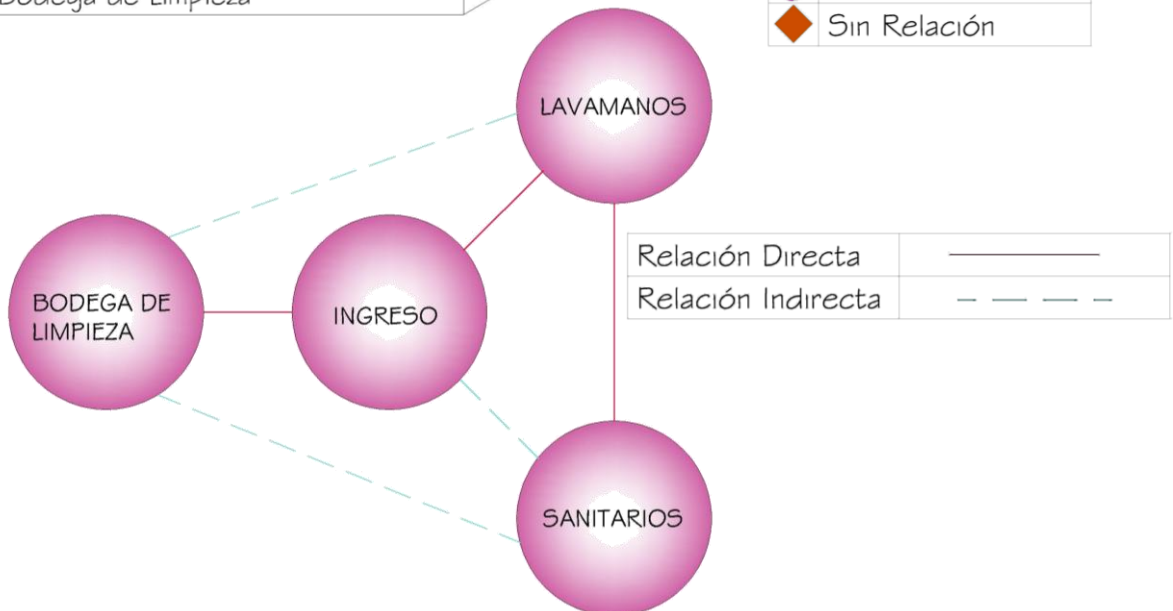 Bodega de Limpieza
Sin Relación
LAVAMANOS
Relación Directa
Relación Indirecta
BODEGA DE
LIMPIEZA
INGRESO
SANITARIOS